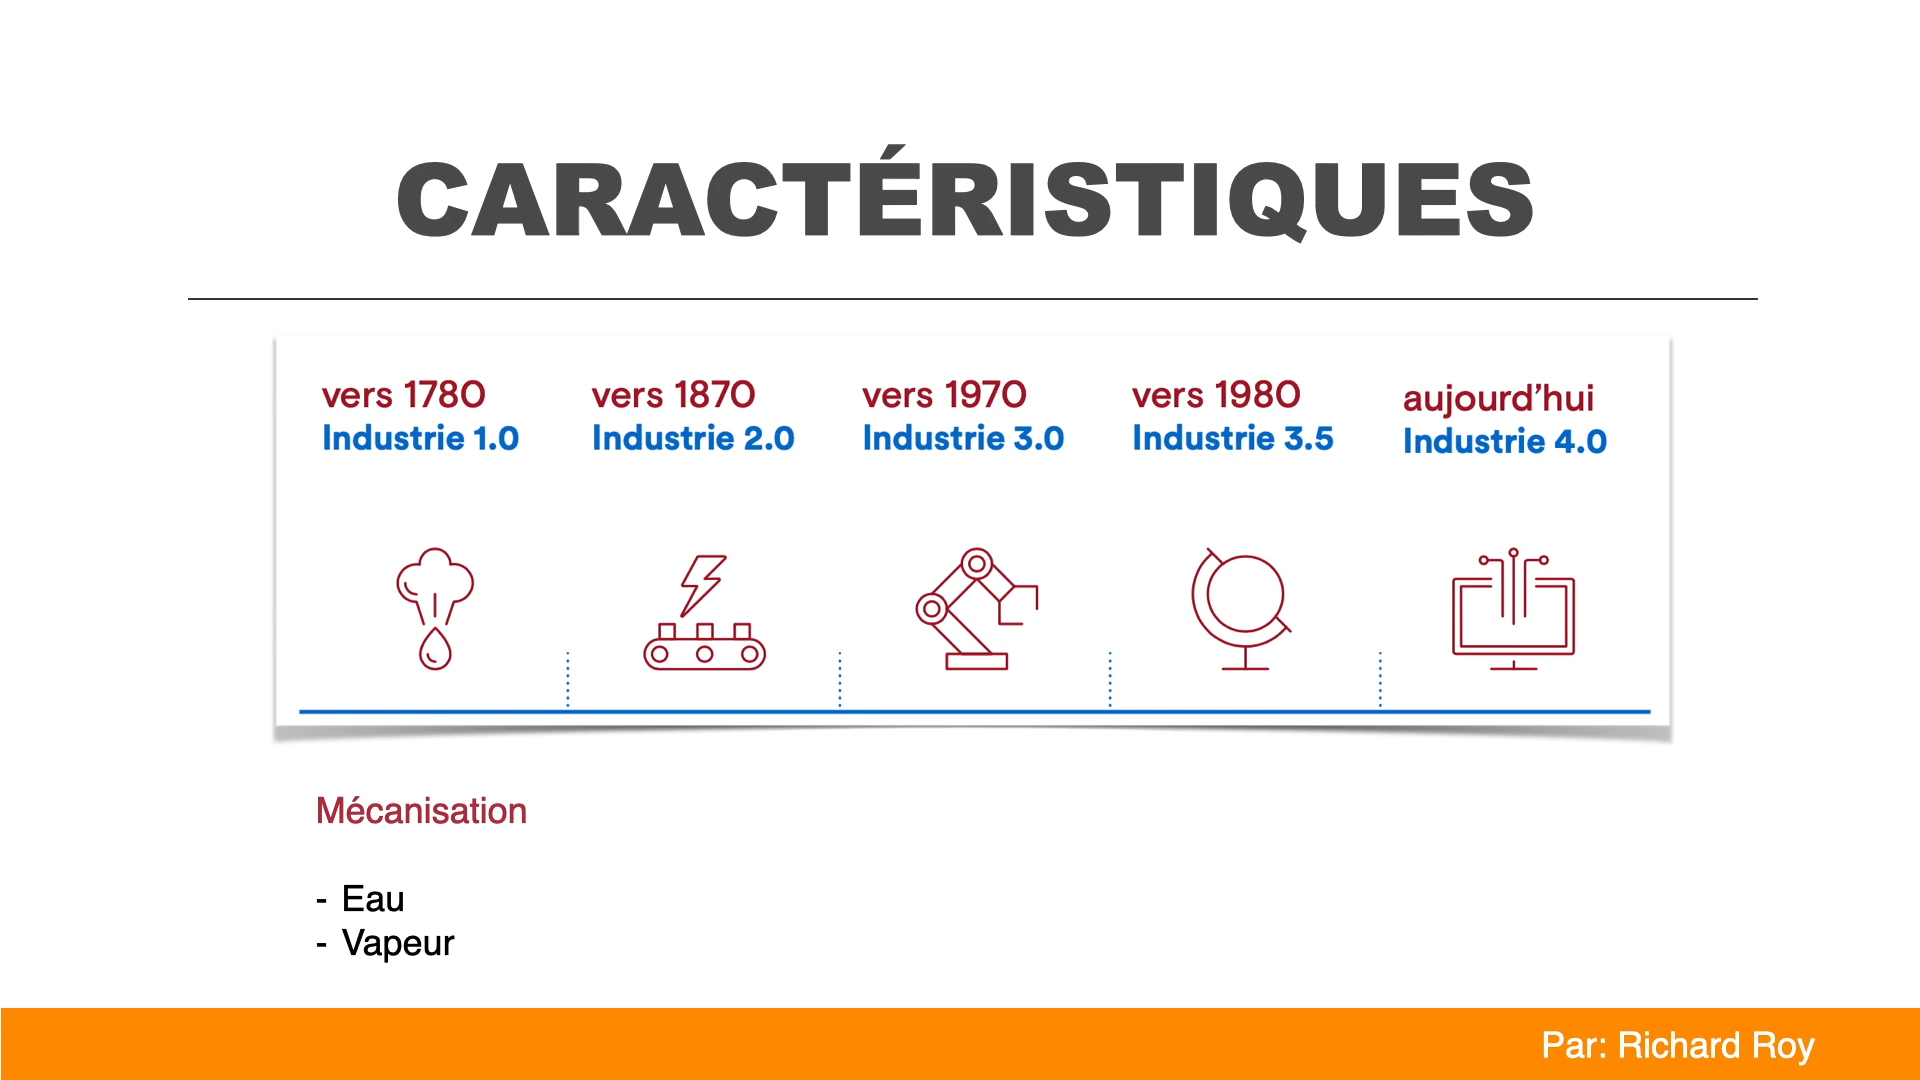 CARACTÉRISTIQUES
vers 1780
Industrie 1.0
vers 1870
Industrie 2.0
vers 1970
Industrie 3.0
vers 1980
Industrie 3.5
aujourd’hui
Industrie 4.0
Mécanisation
- Eau
- Vapeur
Par: Richard Roy